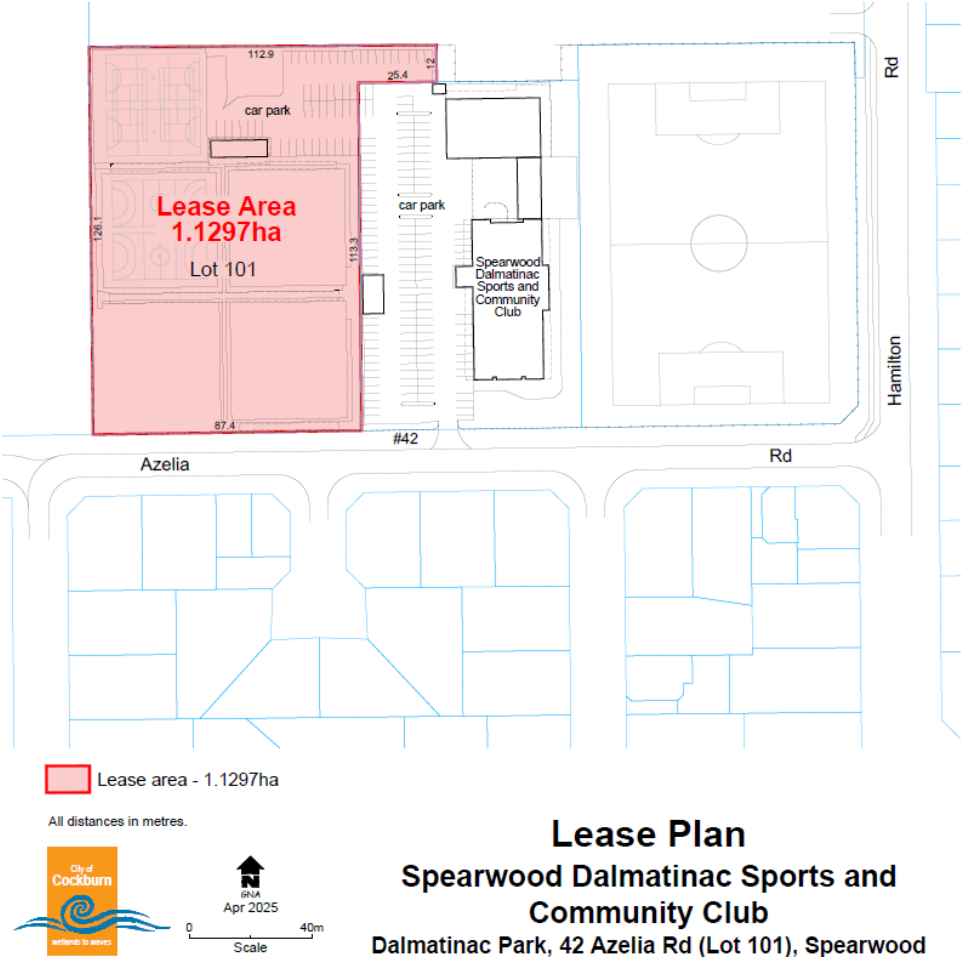 112.9
12
25.4
Rd
car park
car park
Lease Area
1.1297ha
Lot 101
126.1
113.3
Spearwood
Dalmatinac
Sports and
Community
Club
Hamilton
87.4
#42
Azelia
Rd
Lease area - 1.1297ha
All distances in metres.
City of
Cockburn
wetlands to waves
N
GNA
Apr 2025
0 40m
Scale
Lease Plan
Spearwood Dalmatinac Sports and
Community Club
Dalmatinac Park, 42 Azelia Rd (Lot 101), Spearwood